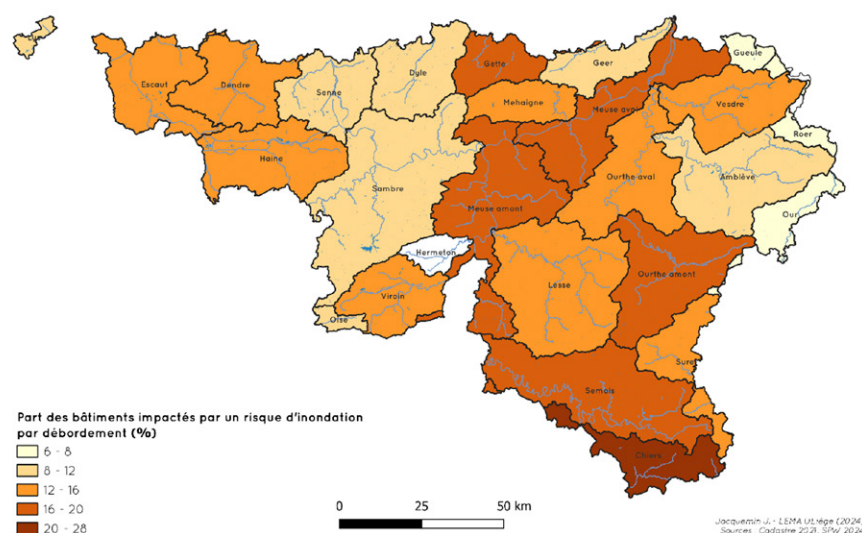 Lys
Escaut
Dendre
Senne
Dyle
Gette
Geer
Gueule
Mehaigne
Meuse aval
Vesdre
Haine
Sambre
Roer
Ourthe aval
Amblève
Meuse amont
Our
Hermeton
Viroin
Lesse
Ourthe amont
Oise
Sure
Semois
Chiers
Part des bâtiments impactés par un risque d'inondation
par débordement (%)
6 - 8
8 - 12
12 - 16
16 - 20
20 - 28
0 25 50 km
Jacquemin J. - LEMA ULiège (2024)
Sources : Cadastre 2021, SPW 2024